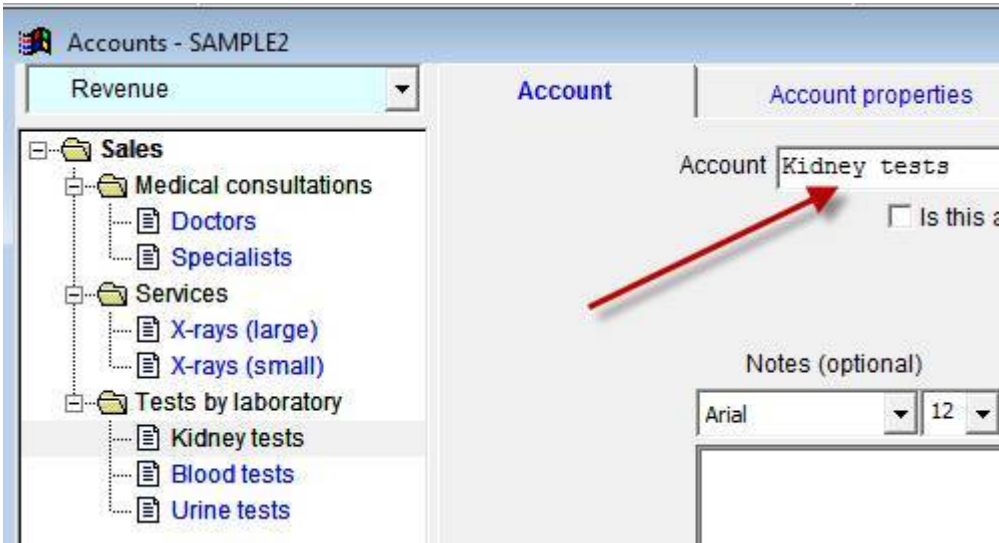 Accounts - SAMPLE2
Revenue
Account
Account properties
Sales
Medical consultations
Doctors
Specialists
Services
X-rays (large)
X-rays (small)
Tests by laboratory
Kidney tests
Blood tests
Urine tests
Account Kidney tests
Is this a
Notes (optional)
Arial 12